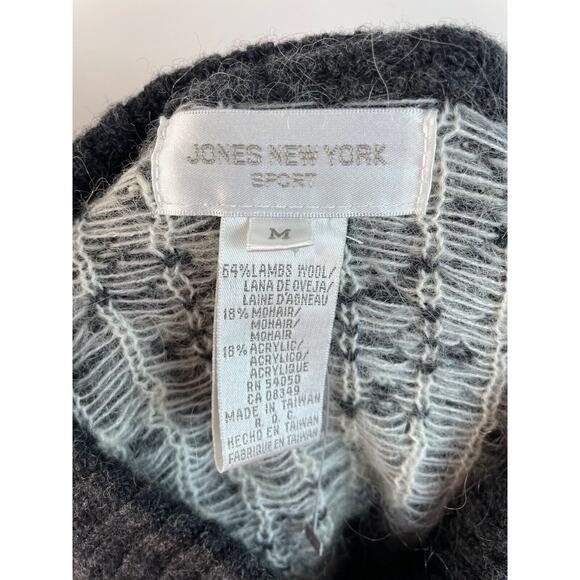 JONES NEW YORK
SPORT
M
64% LAMBS WOOL/
LANA DE OVEJA/
LAINE D'AGNEAU
18% MOHAIR/
MOHAIR/
MOHAIR
18% ACRYLIC/
ACRYLICO/
ACRYLIQUE
RN 54050
CA 08349
MADE IN TAIWAN
R. O. C.
HECHO EN TAIWAN
FABRIQUE EN TAIWAN